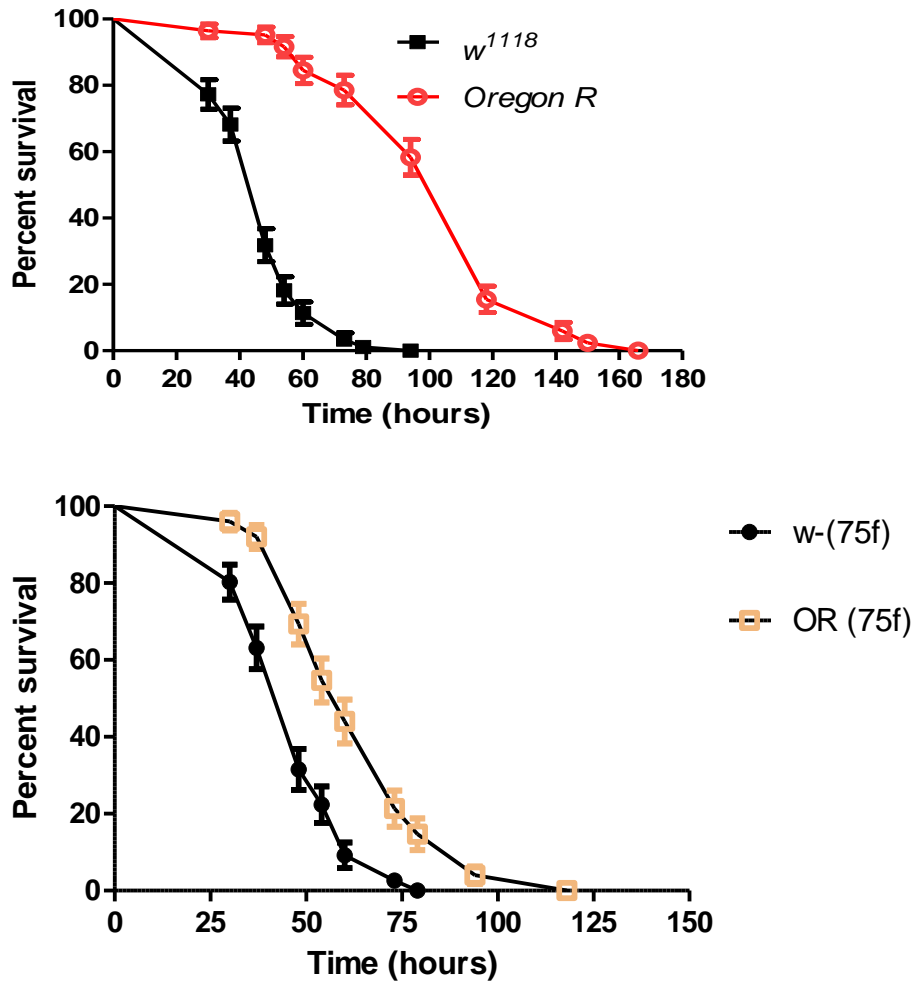 100
80
60
40
20
0
Percent survival
w1118
Oregon R
0 20 40 60 80 100 120 140 160 180
Time (hours)
100
80
60
40
20
0
Percent survival
w-(75f)
OR (75f)
0 25 50 75 100 125 150
Time (hours)